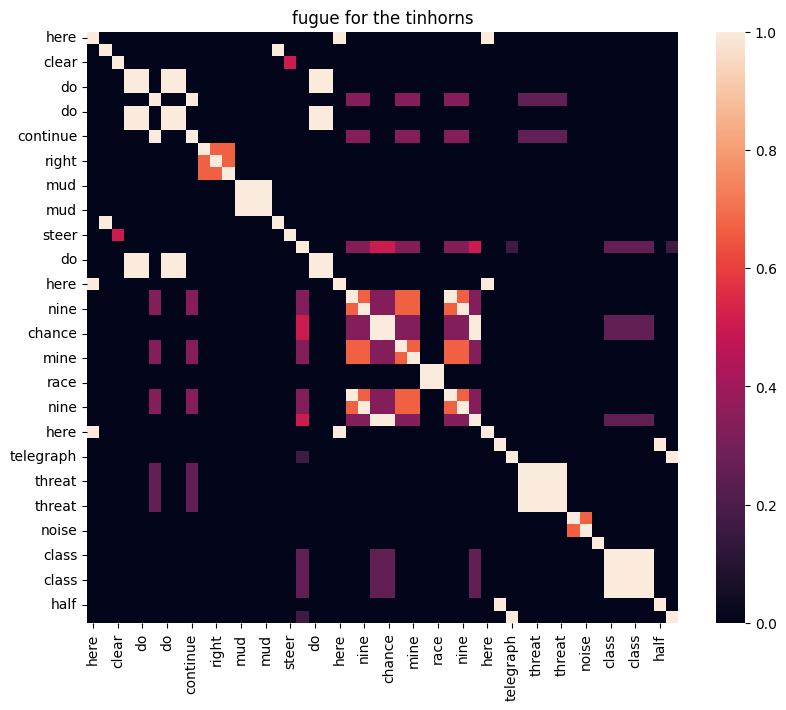 fugue for the tinhorns
here
clear
do
do
continue
right
mud
mud
steer
do
here
nine
chance
mine
race
nine
here
telegraph
threat
threat
noise
class
class
half
here
clear
do
do
continue
right
mud
mud
steer
do
here
nine
chance
mine
race
nine
here
telegraph
threat
threat
noise
class
class
half
1.0
0.8
0.6
0.4
0.2
0.0